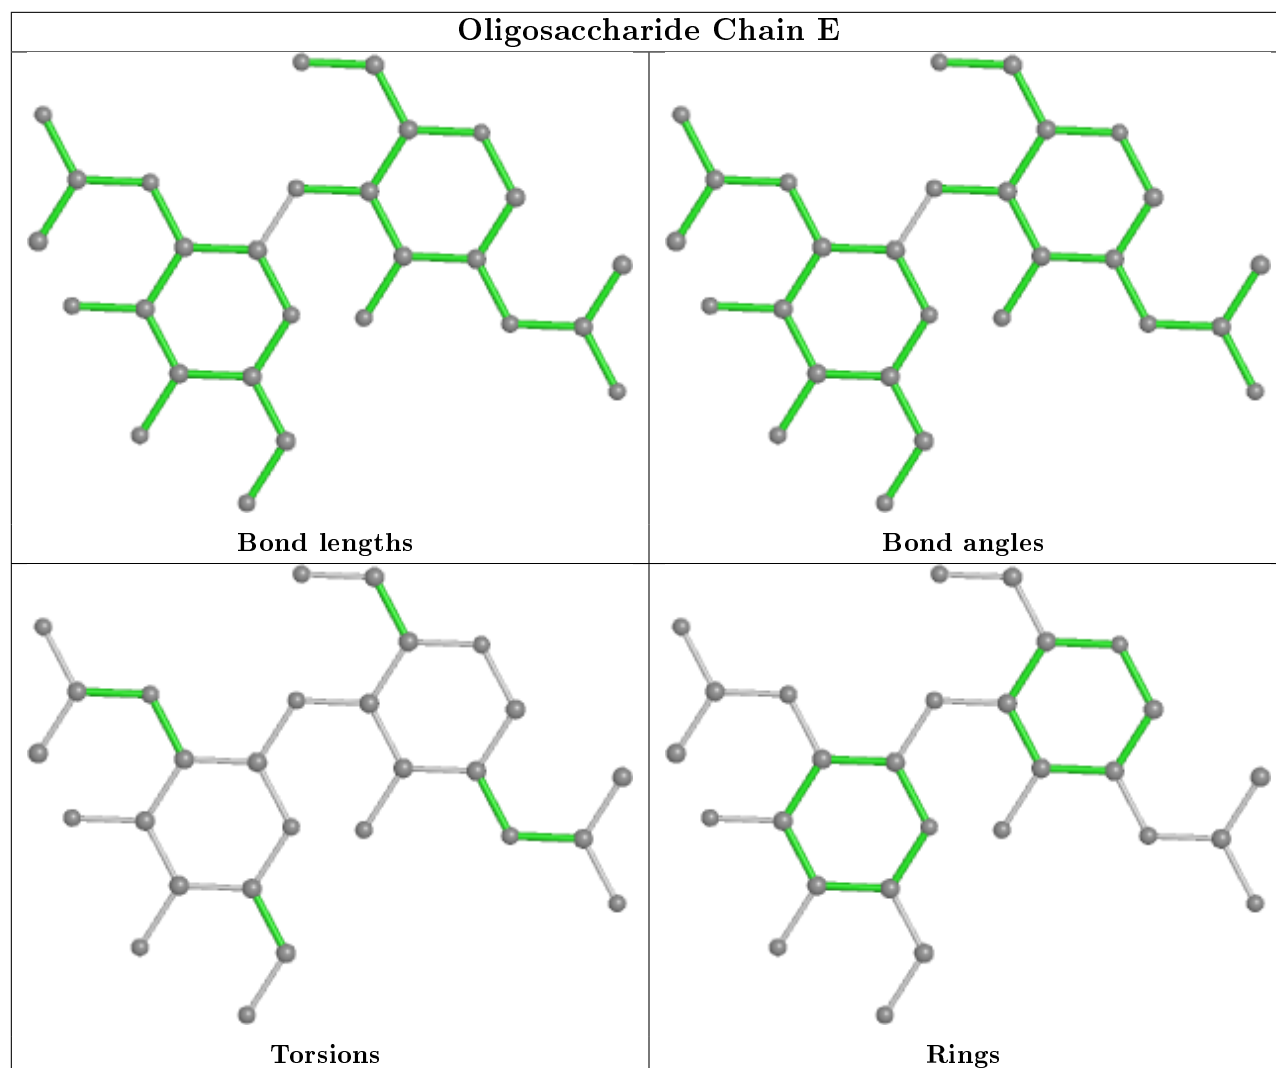 Oligosaccharide Chain E
Bond lengths
Bond angles
Torsions
Rings